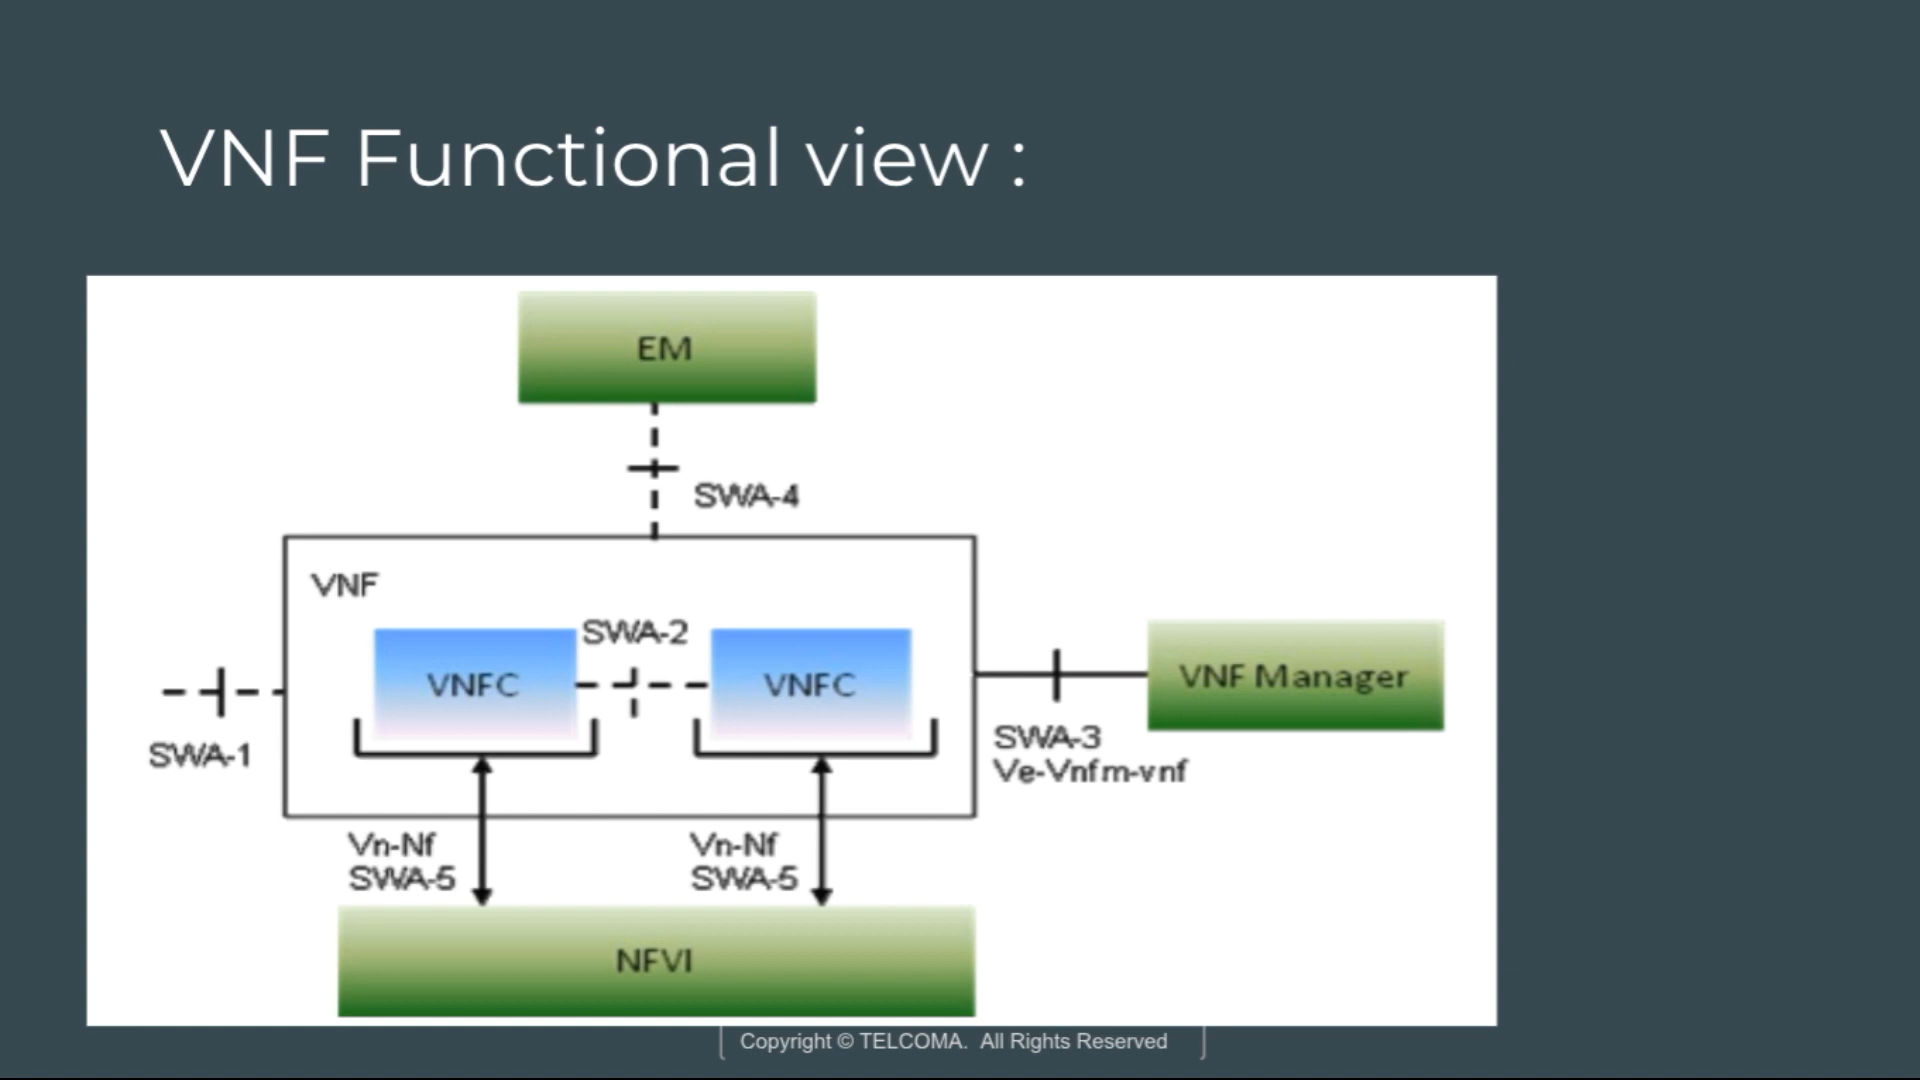 VNF Functional view :
EM
SWA-4
VNF
SWA-2
VNFC
VNFC
VNF Manager
SWA-1
SWA-3
Ve-Vnfm-vnf
Vn-Nf
SWA-5
Vn-Nf
SWA-5
NFVI
Copyright © TELCOMA. All Rights Reserved